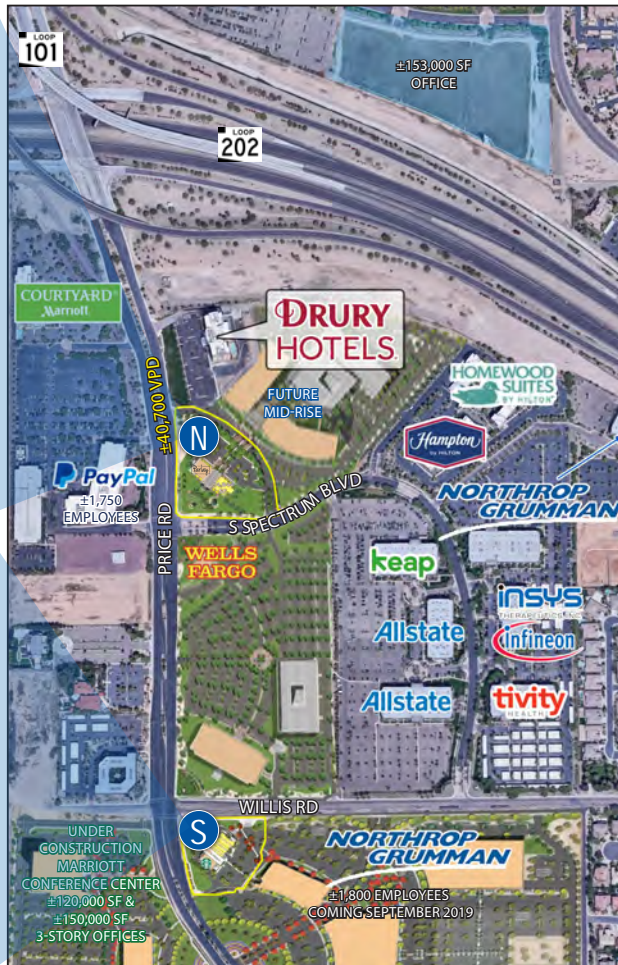 LOOP
101
LOOP
202
±153,000 SF
OFFICE
COURTYARD®
Marriott
DRURY
HOTELS.
FUTURE
MID-RISE
HOMEWOOD
SUITES
BY HILTON
Hampton
by HILTON
±40,700 VPD
N
PayPal
±1,750
EMPLOYEES
PRICE RD
S SPECTRUM BLVD
NORTHROP
GRUMMAN
WELLS
FARGO
keap
insys
THERAPEUTICS, INC.
Infineon
Allstate
Allstate
tivity
HEALTH
WILLIS RD
S
UNDER
CONSTRUCTION
MARRIOTT
CONFERENCE CENTER
±120,000 SF &
±150,000 SF
3-STORY OFFICES
NORTHROP
GRUMMAN
±1,800 EMPLOYEES
COMING SEPTEMBER 2019